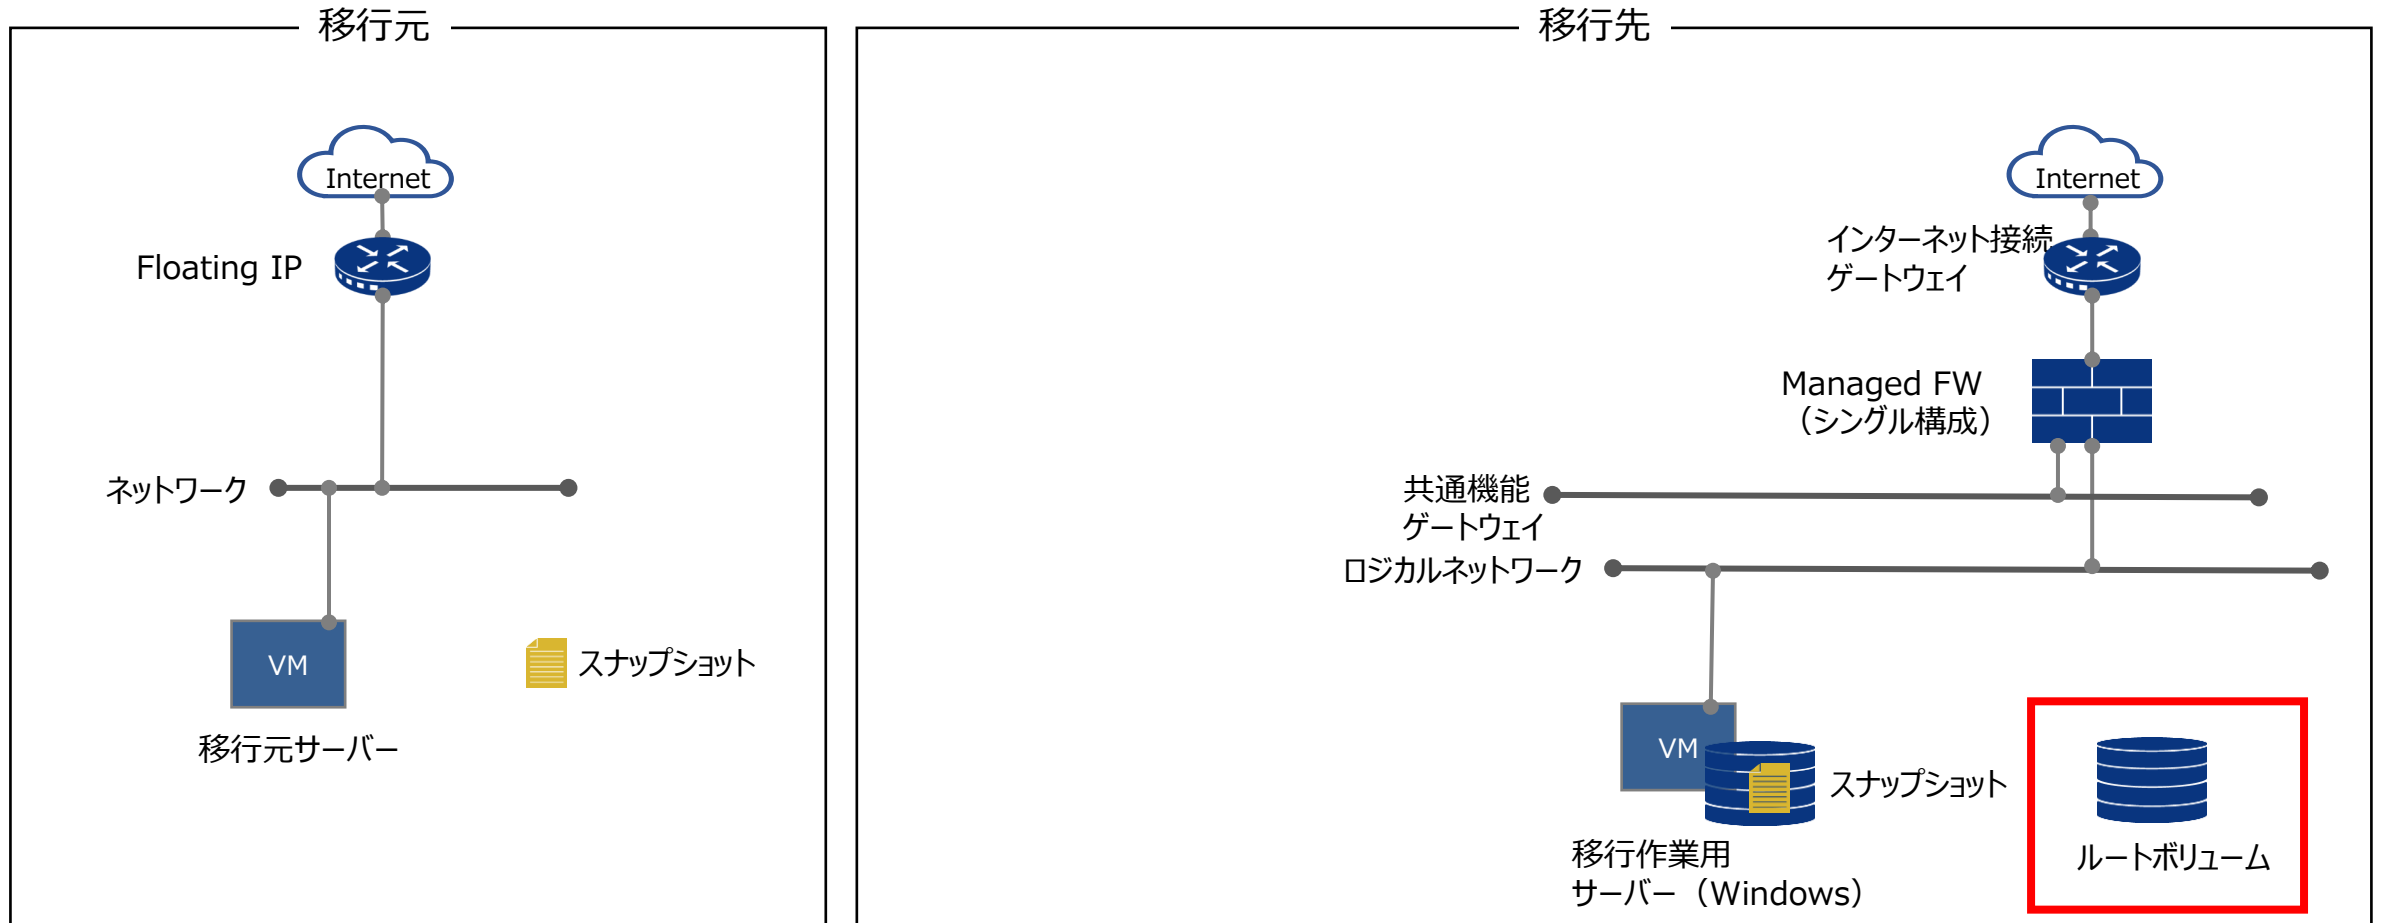 移行元
Internet
Floating IP
ネットワーク
VM
スナップショット
移行元サーバー
移行先
Internet
インターネット接続
ゲートウェイ
Managed FW
（シングル構成）
共通機能
ゲートウェイ
ロジカルネットワーク
VM
スナップショット
移行作業用
サーバー（Windows）
ルートボリューム